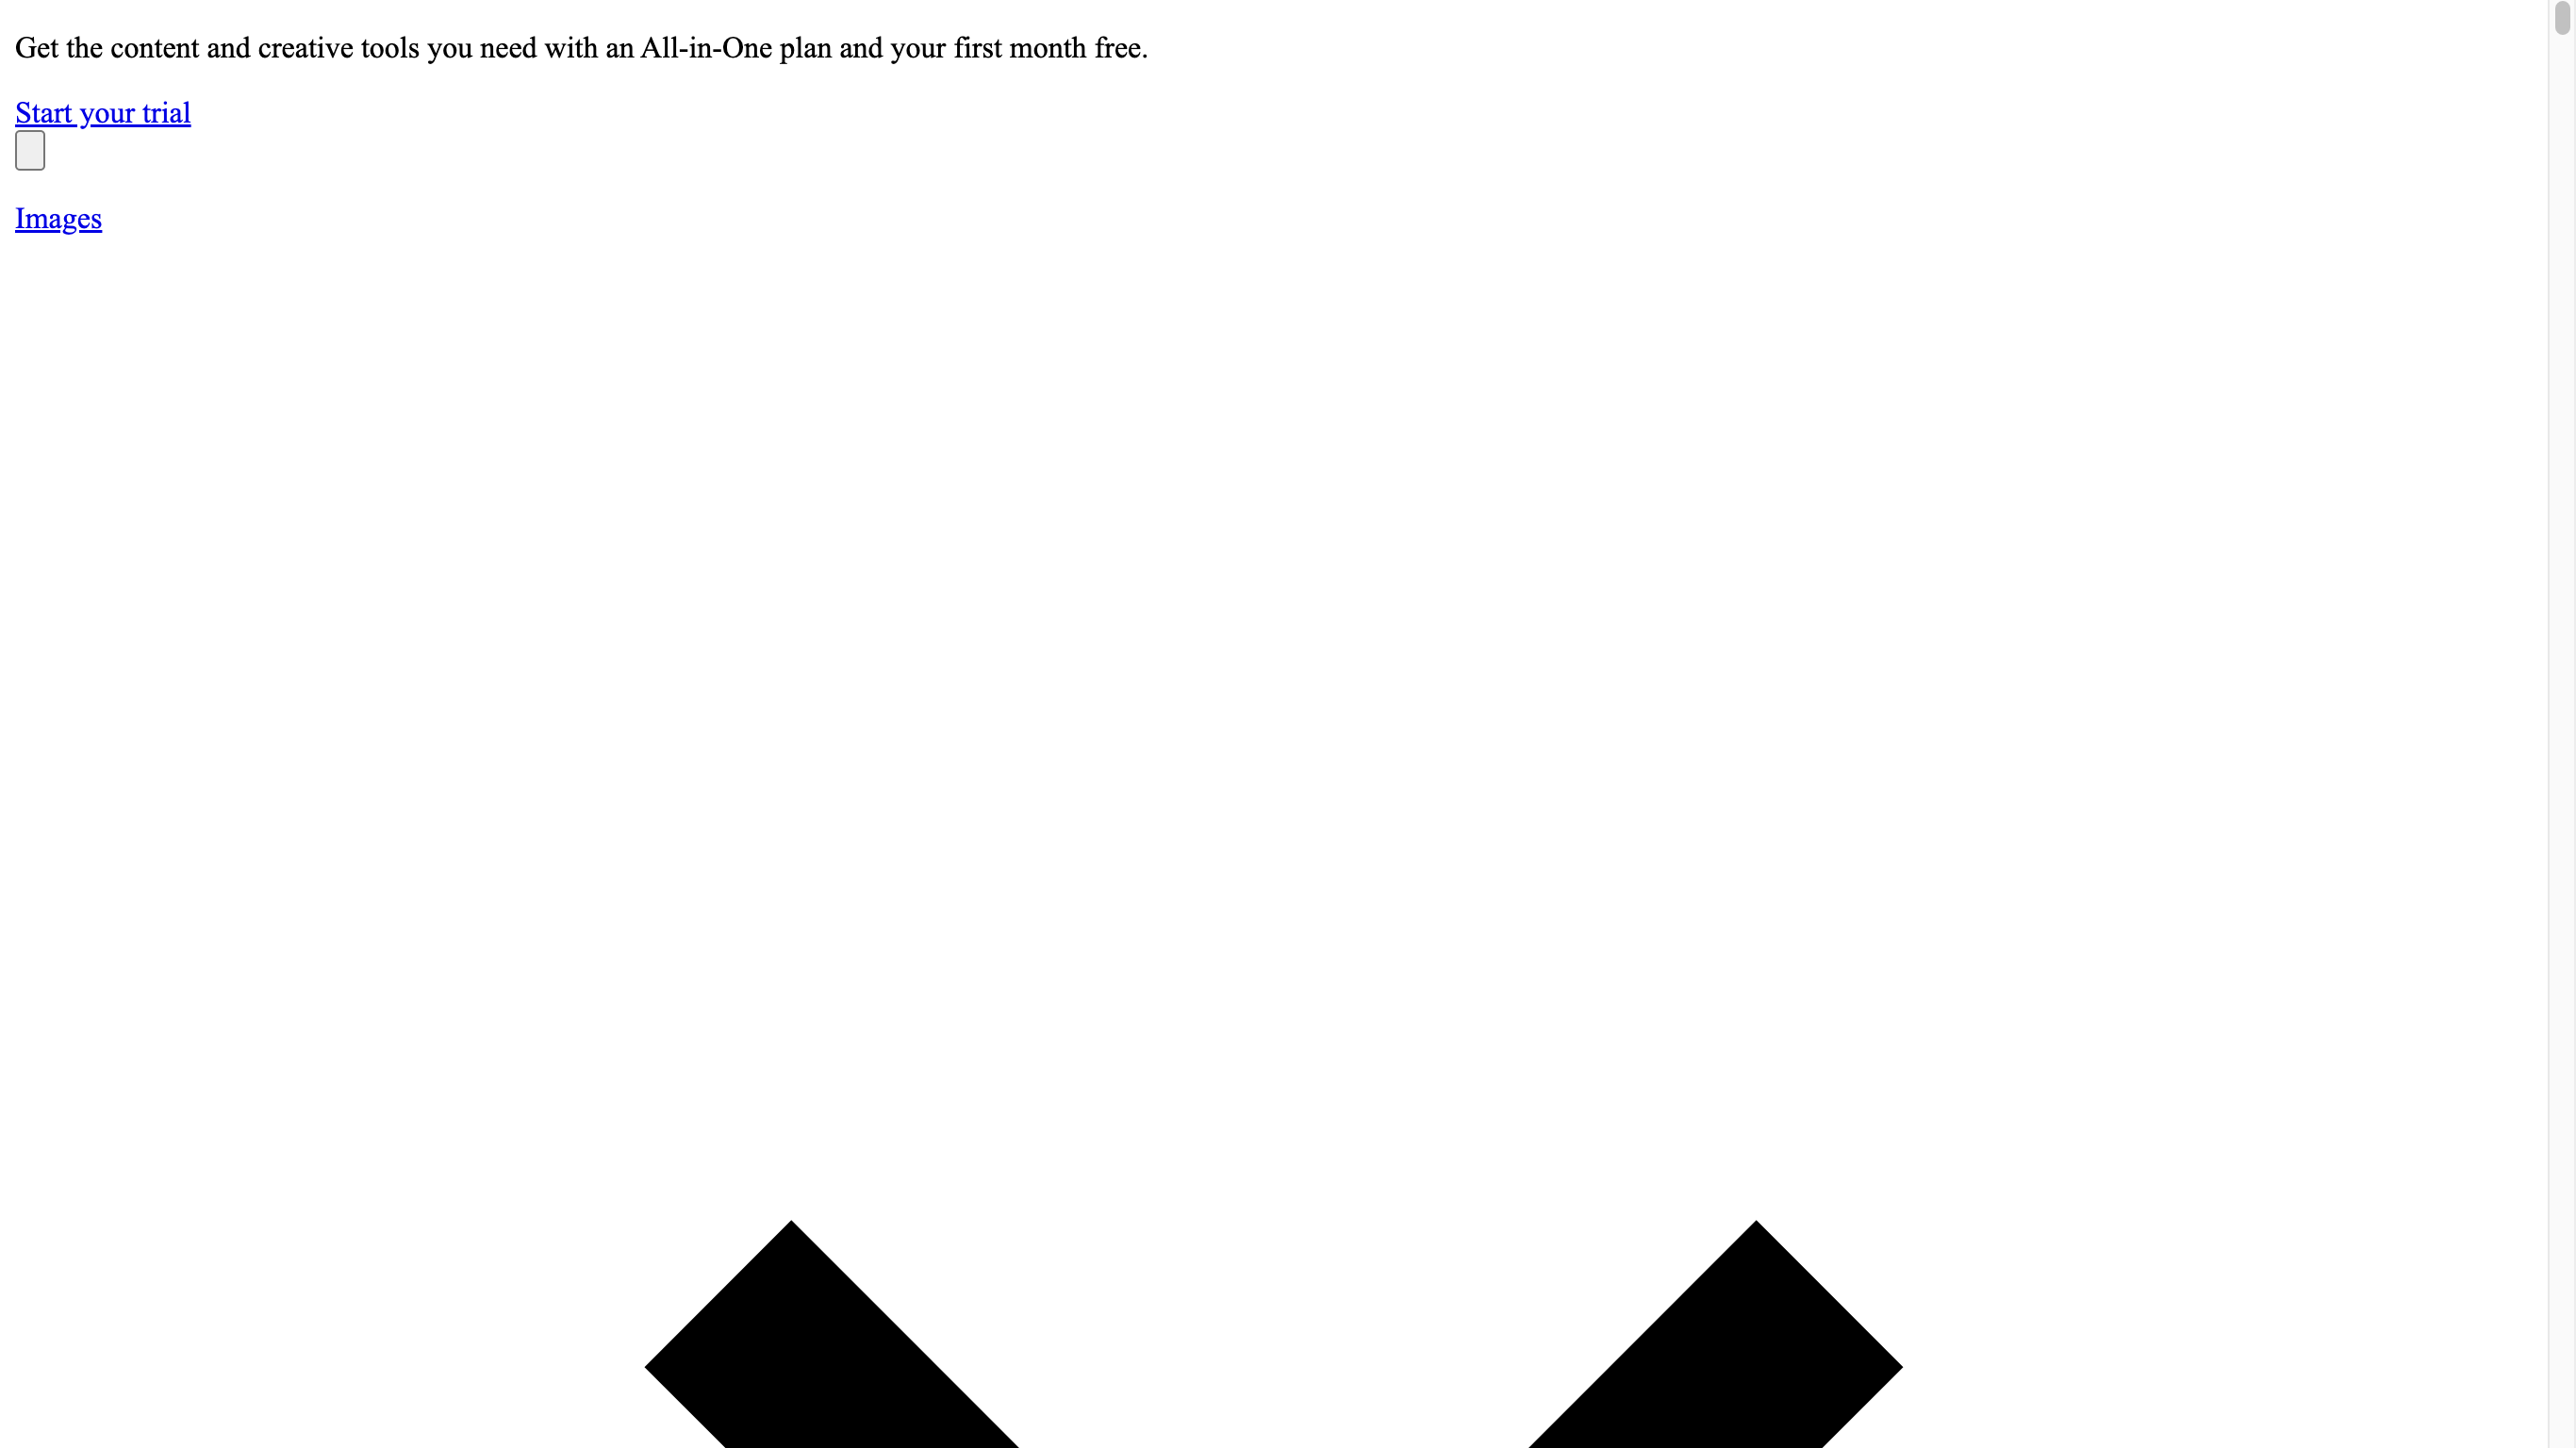 Get the content and creative tools you need with an All-in-One plan and your first month free.
Start your trial
Images